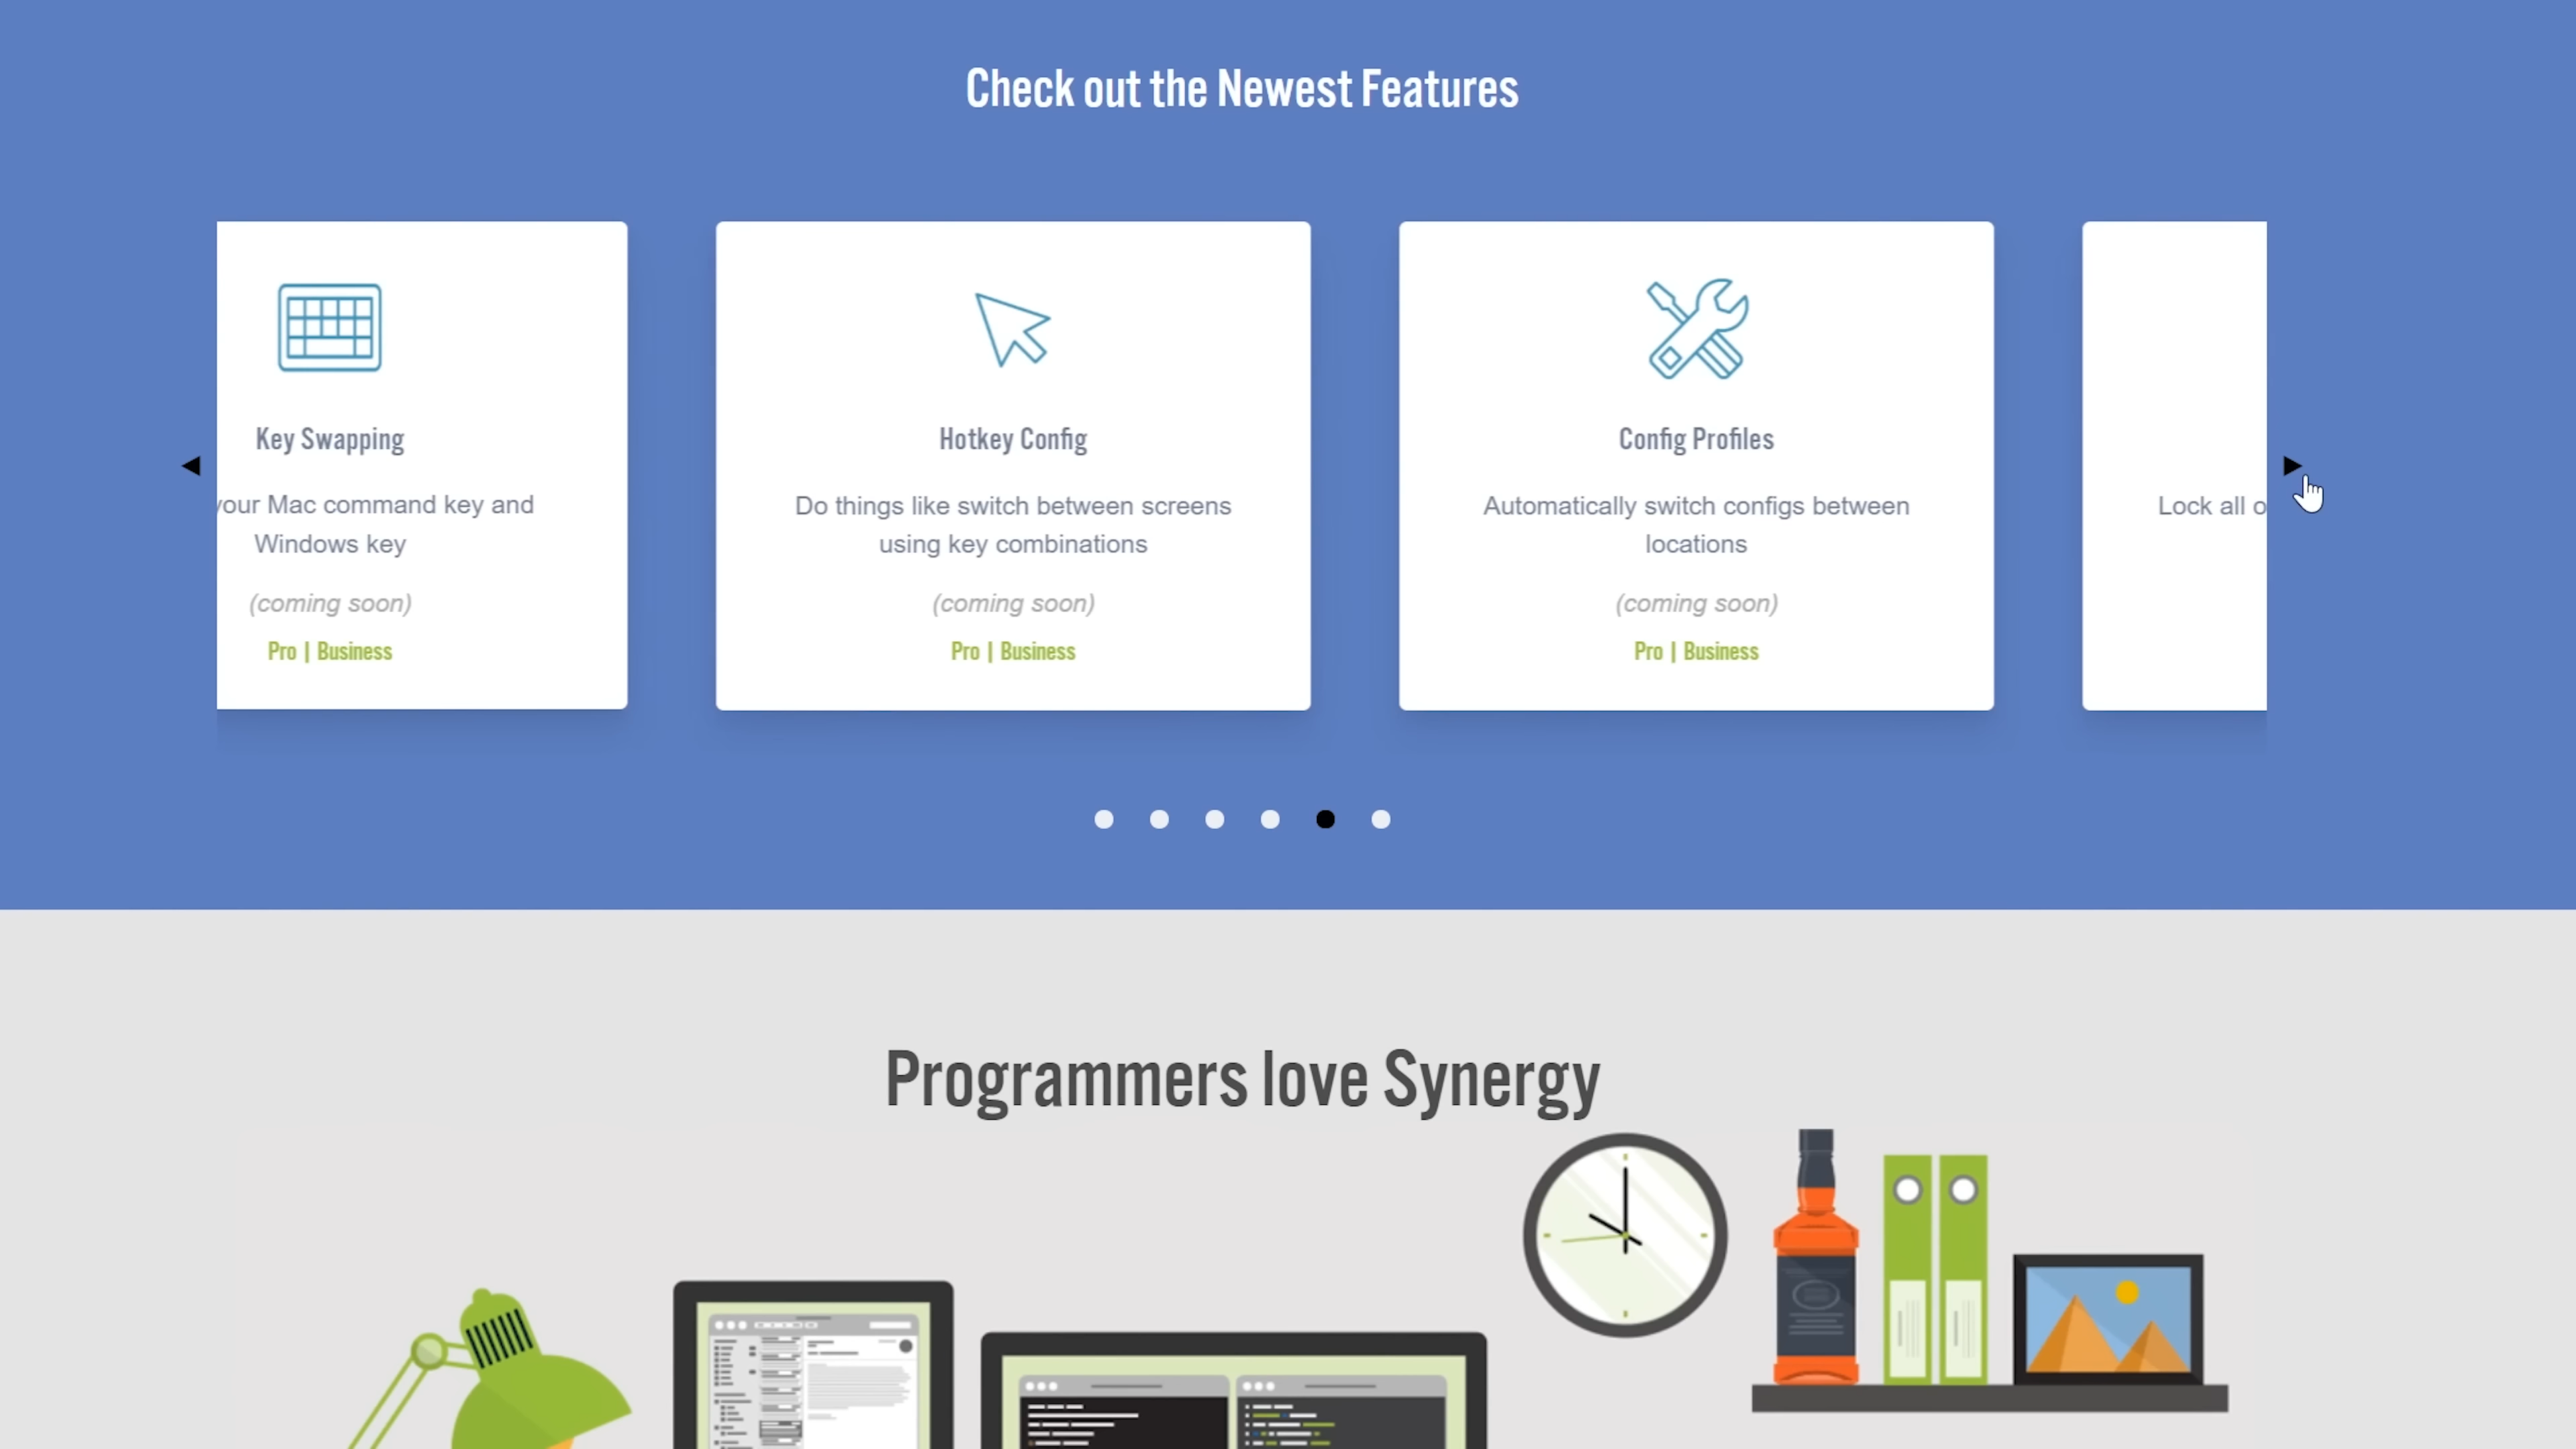 Check out the Newest Features
Key Swapping
your Mac command key and
Windows key
(coming soon)
Pro | Business
Hotkey Config
Do things like switch between screens
using key combinations
(coming soon)
Pro | Business
Config Profiles
Automatically switch configs between
locations
(coming soon)
Pro | Business
Lock all o
Programmers love Synergy